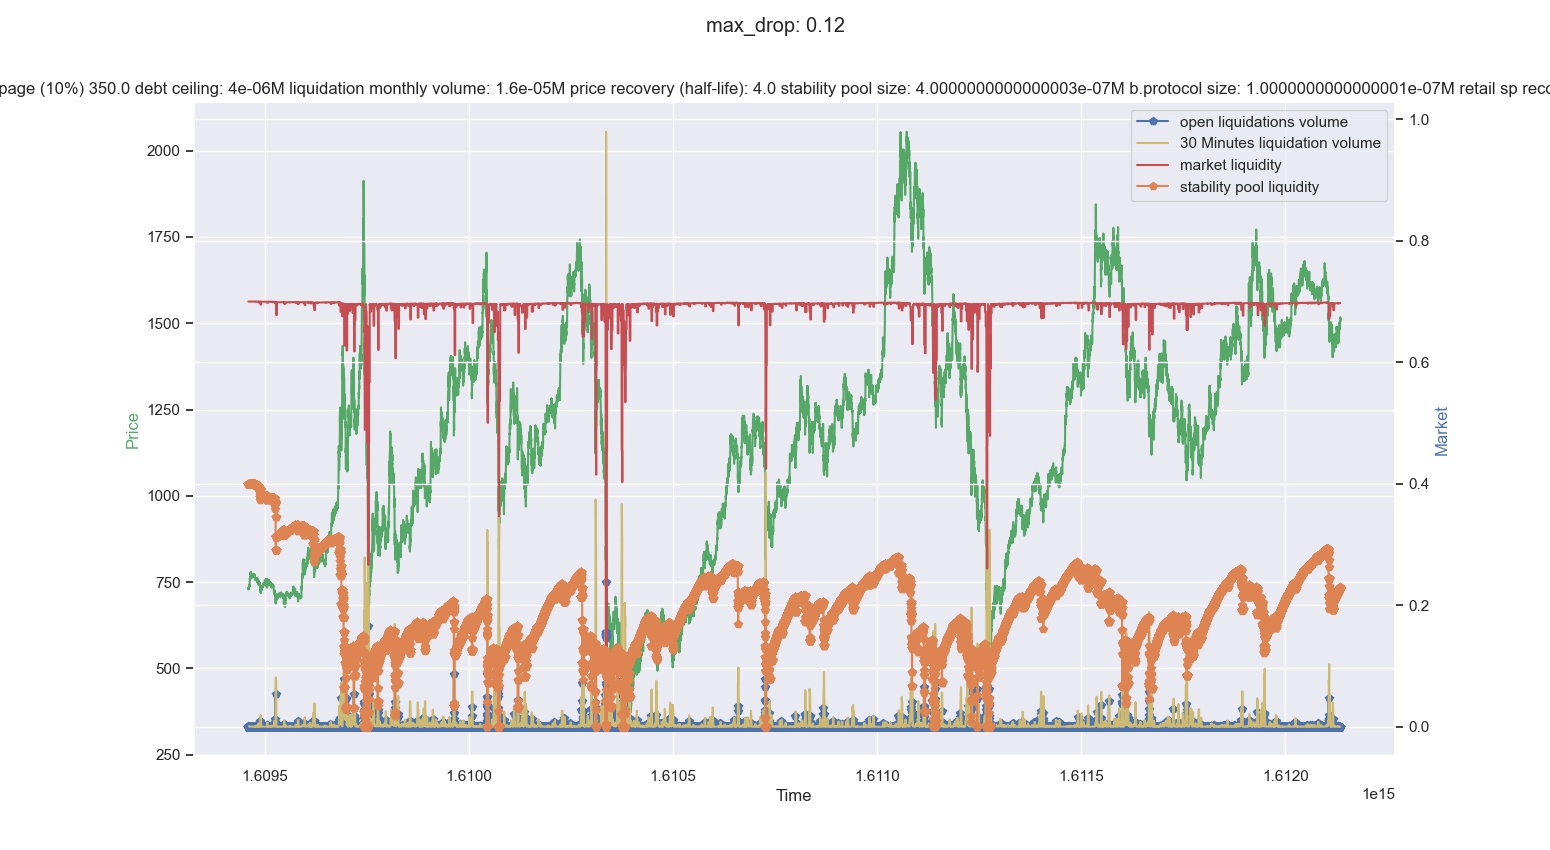 max_drop: 0.12
page (10%) 350.0 debt ceiling: 4e-06M liquidation monthly volume: 1.6e-05M price recovery (half-life): 4.0 stability pool size: 4.0000000000000003e-07M b.protocol size: 1.0000000000000001e-07M retail sp reco
open liquidations volume
30 Minutes liquidation volume
market liquidity
stability pool liquidity
2000
1750
1500
1250
1000
750
500
250
Price
1.0
0.8
0.6
0.4
0.2
0.0
Market
1.6095 1.6100 1.6105 1.6110 1.6115 1.6120
1e15
Time